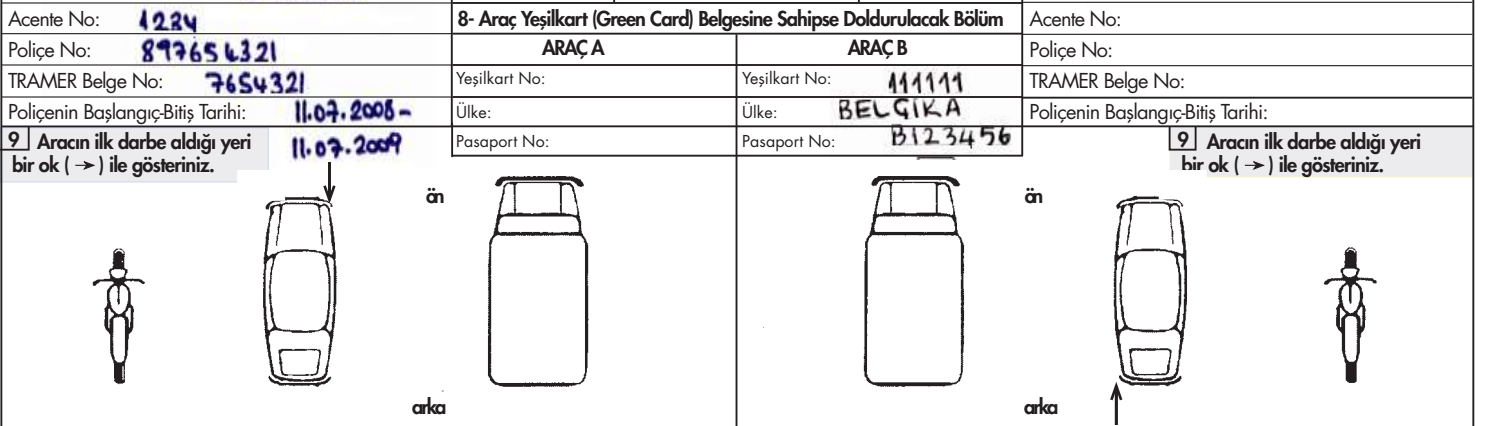 Acente No: 1234
Poliçe No: 897654321
TRAMER Belge No: 7654321
Poliçenin Başlangıç-Bitiş Tarihi: 11.07.2008 -
11.07.2009
9 Aracın ilk darbe aldığı yeri
bir ok ( → ) ile gösteriniz.
8- Araç Yeşilkart (Green Card) Belgesine Sahipse Doldurulacak Bölüm
ARAÇ A
Yeşilkart No:
Ülke:
Pasaport No:
ARAÇ B
Yeşilkart No: 111111
Ülke: BELÇİKA
Pasaport No: B123456
Acente No:
Poliçe No:
TRAMER Belge No:
Poliçenin Başlangıç-Bitiş Tarihi:
9 Aracın ilk darbe aldığı yeri
bir ok ( → ) ile gösteriniz.
ön
ön
arka
arka